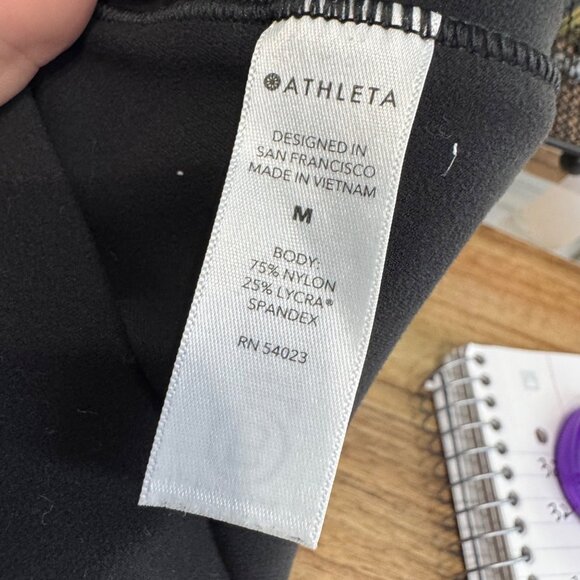 ATHLETA
DESIGNED IN
SAN FRANCISCO
MADE IN VIETNAM
M
BODY:
75% NYLON
25% LYCRA®
SPANDEX
RN 54023